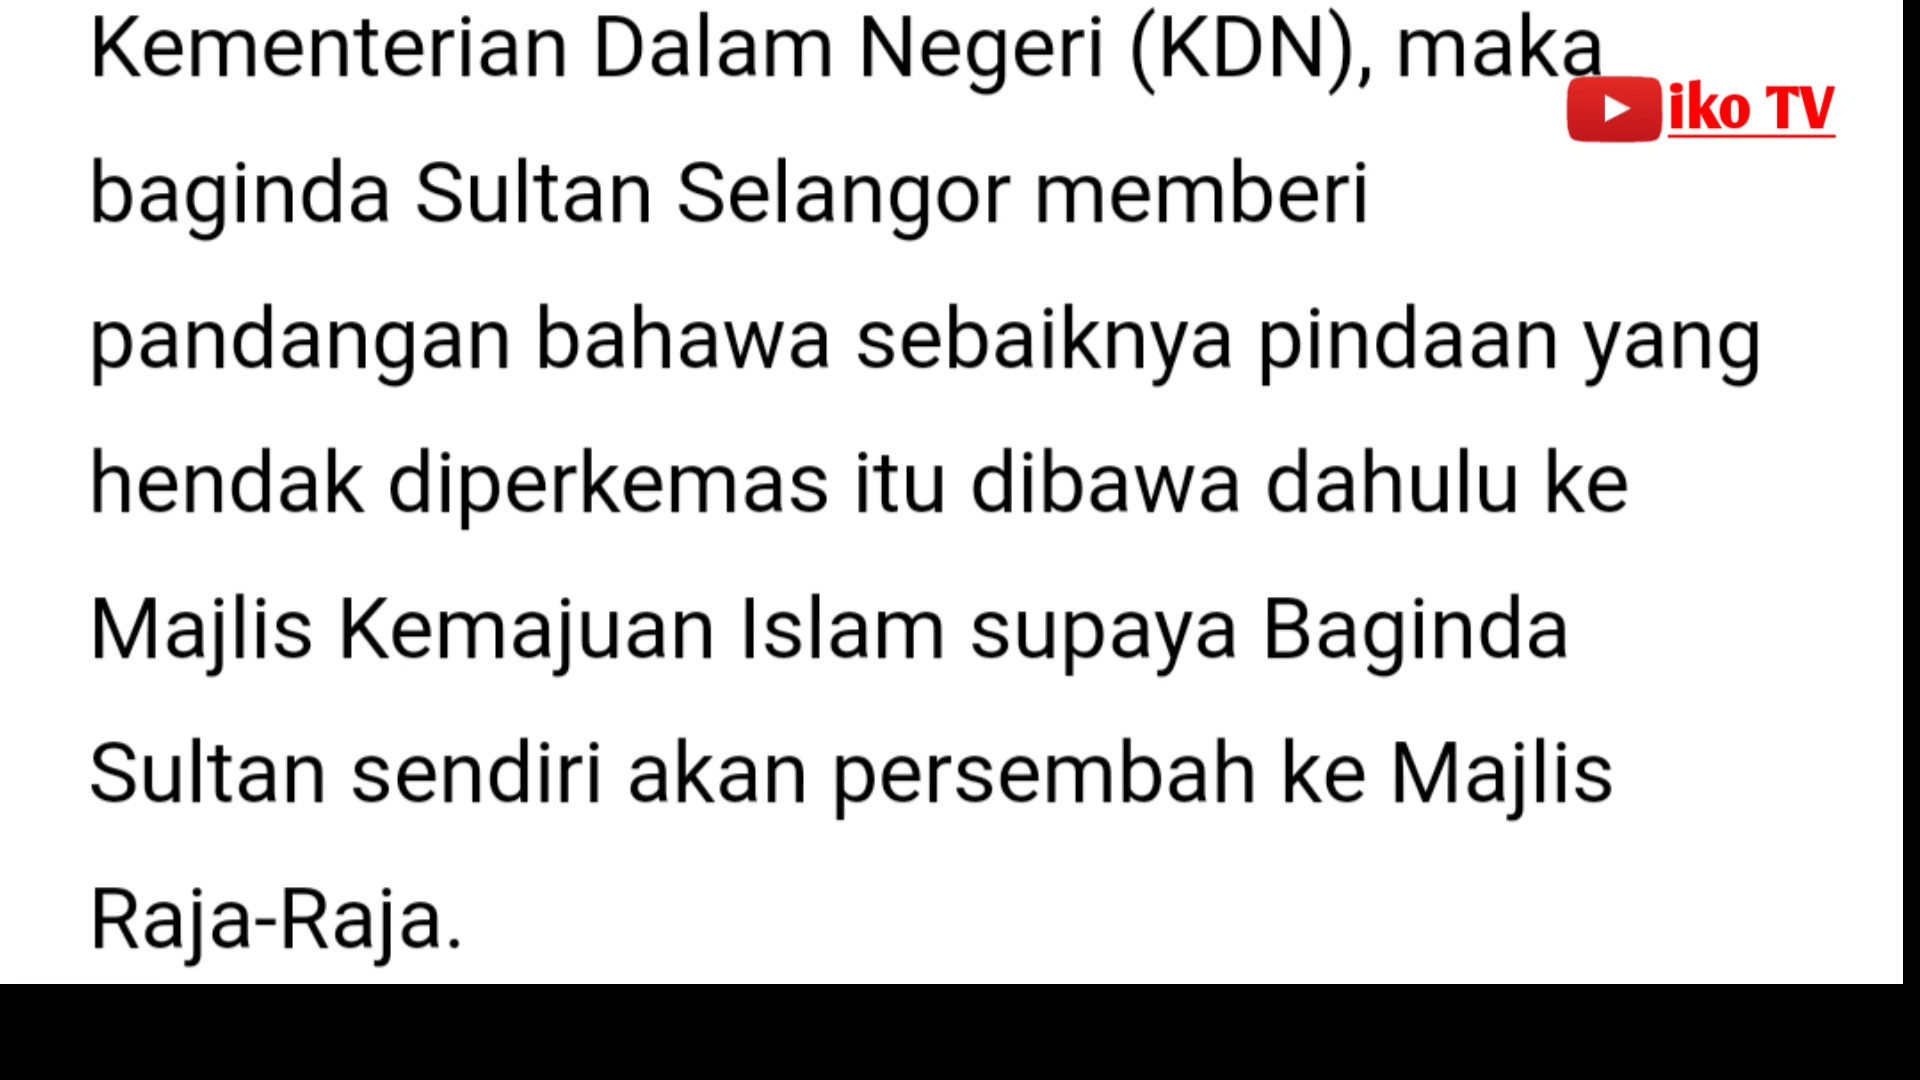 Kementerian Dalam Negeri (KDN), maka
iko TV
baginda Sultan Selangor memberi
pandangan bahawa sebaiknya pindaan yang
hendak diperkemas itu dibawa dahulu ke
Majlis Kemajuan Islam supaya Baginda
Sultan sendiri akan persembah ke Majlis
Raja-Raja.